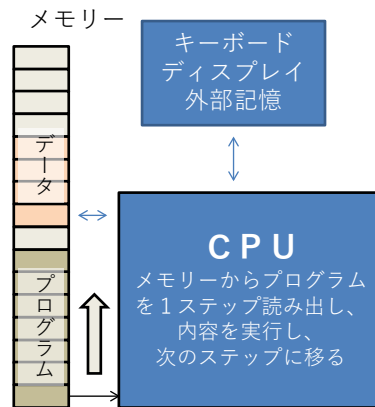 メモリー
キーボード
ディスプレイ
外部記憶
データ
プログラム
ＣＰＵ
メモリーからプログラム
を１ステップ読み出し、
内容を実行し、
次のステップに移る